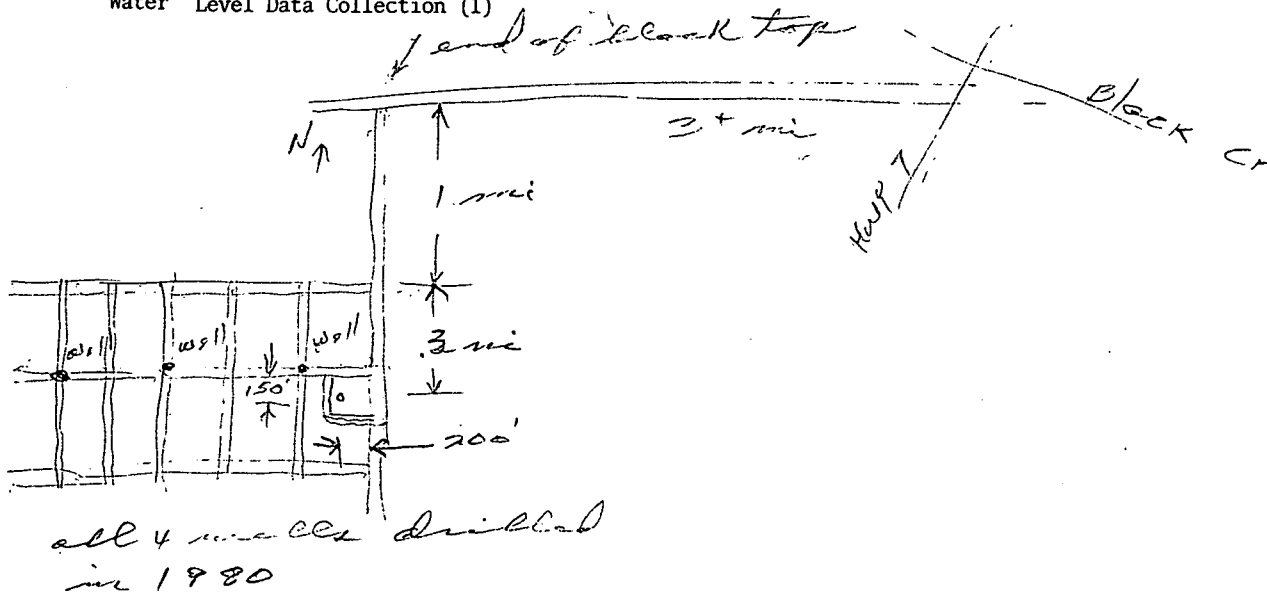 Water Level Data Collection (1)
end of black top
N
3+ mi
Black Cr
1 mi
Hwy 7
.3 mi
well
well
well
150'
200'
all 4 wells drilled
in 1980